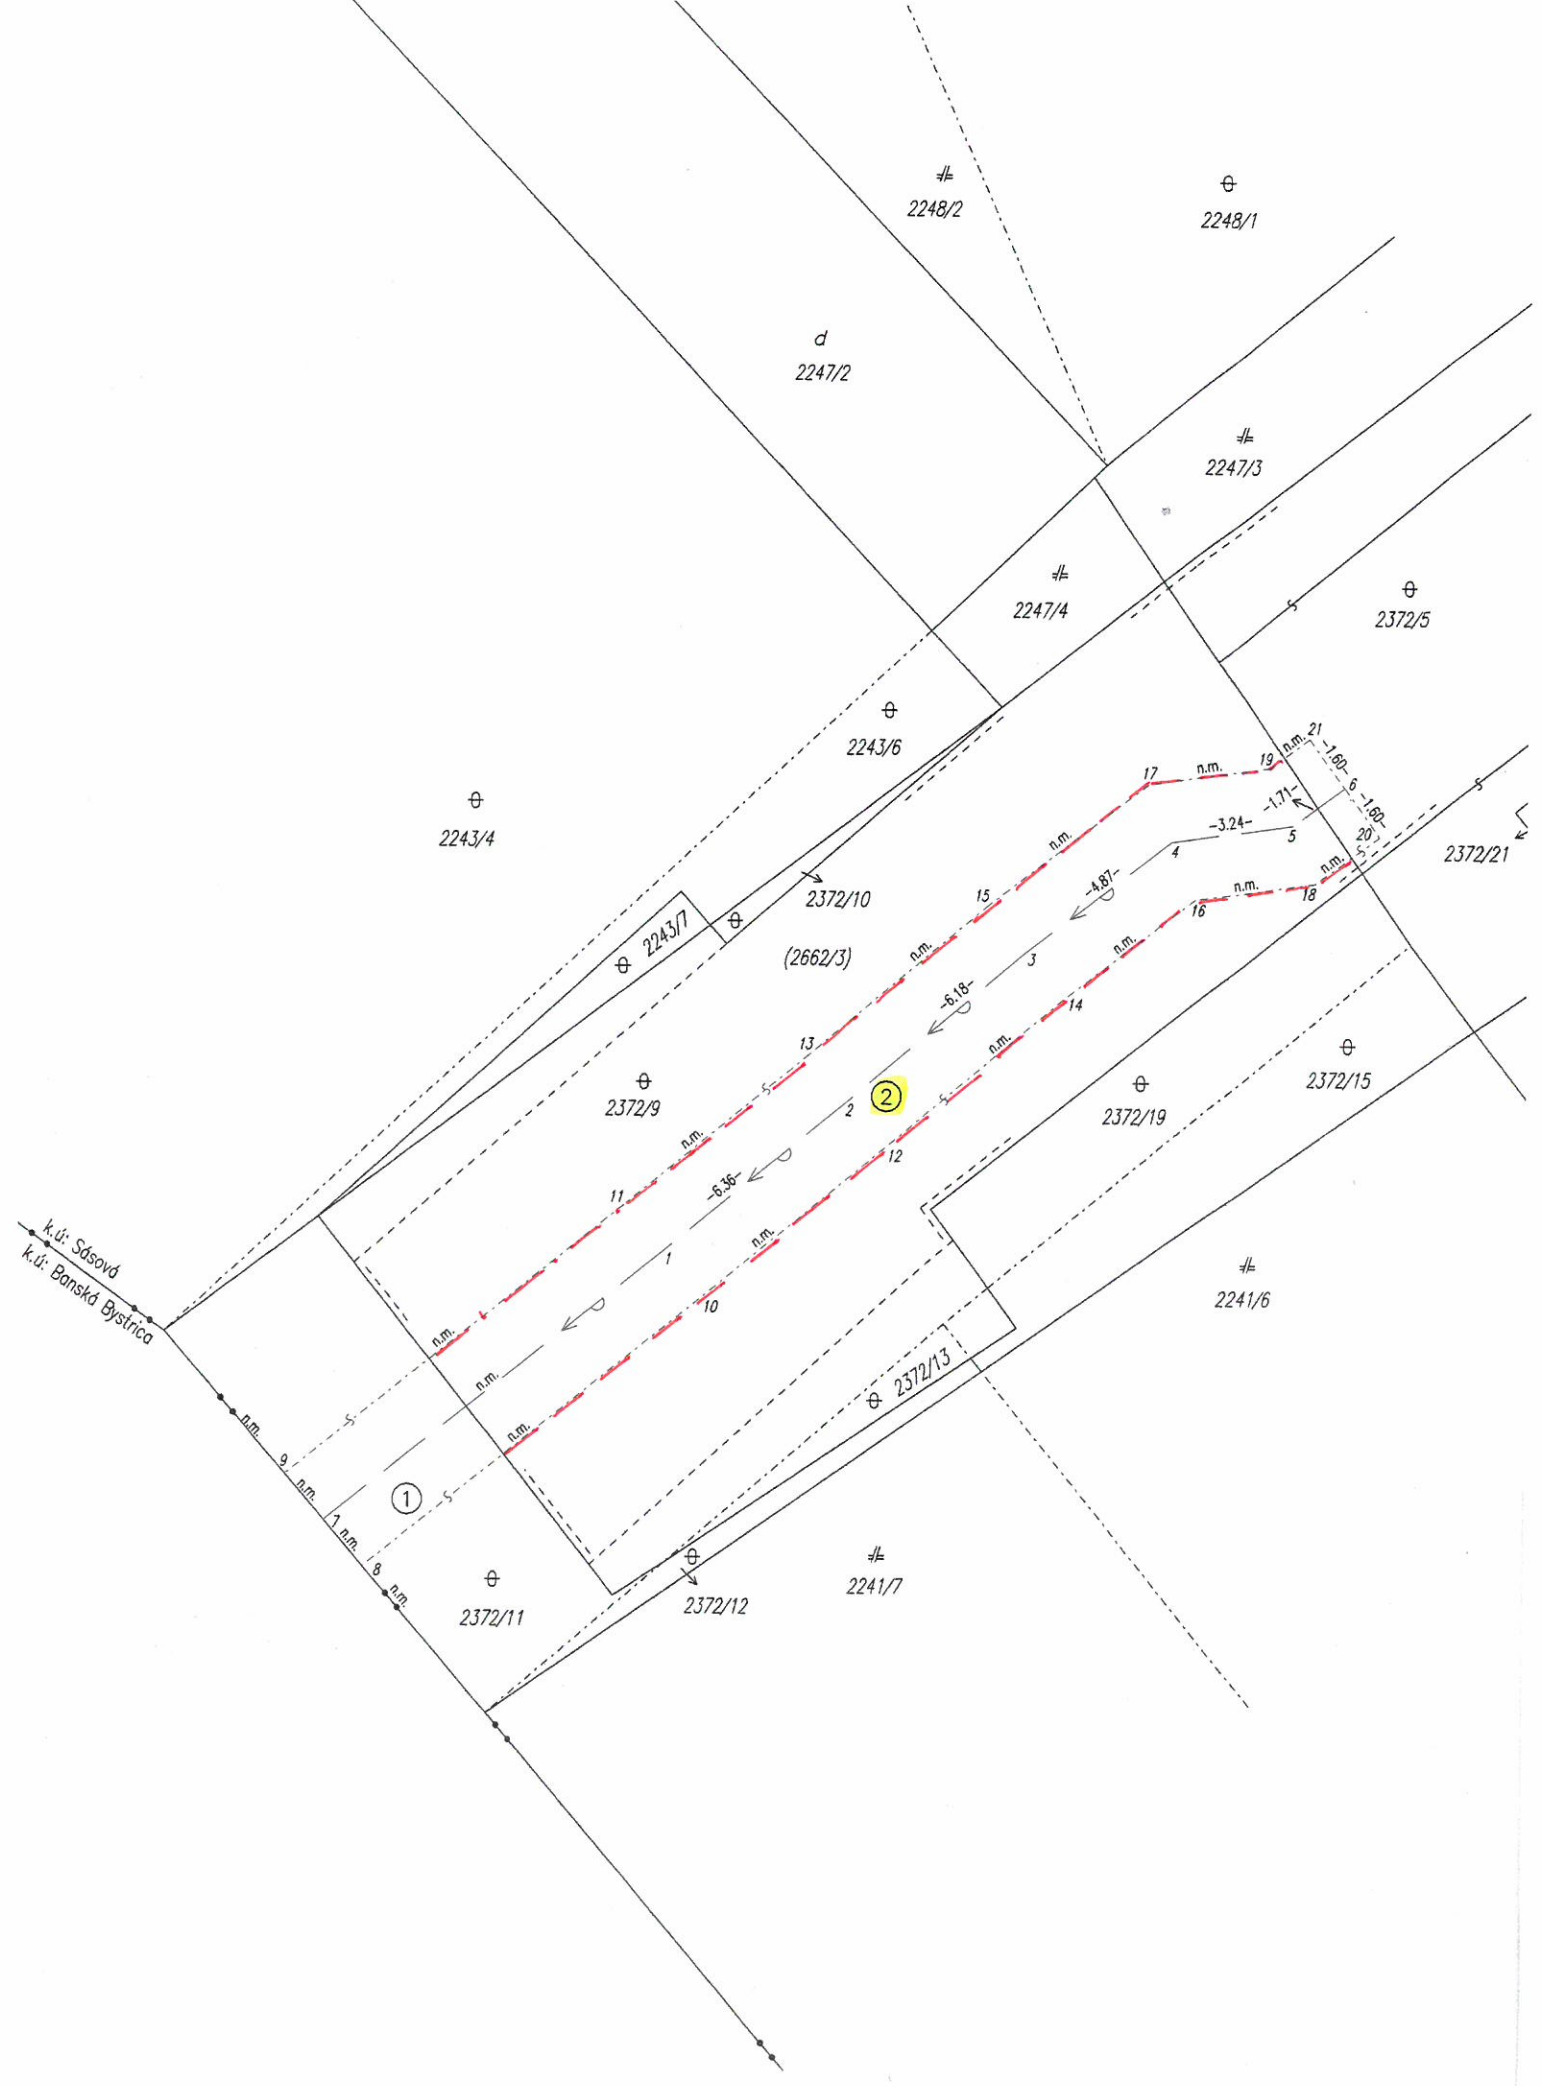 2248/2
2248/1
d
2247/2
2247/3
2247/4
2372/5
2243/6
21
n.m.
-1.60-
19
n.m.
17
6
-1.60-
-1.71-
20
2243/4
-3.24-
5
4
n.m.
2372/21
n.m.
-4.87-
n.m.
18
2372/10
15
16
2243/7
n.m.
n.m.
(2662/3)
3
-6.18-
14
13
n.m.
2372/15
2
2
2372/9
2372/19
n.m.
12
-6.36-
11
n.m.
1
k.ú: Sásová
k.ú: Banská Bystrica
10
2241/6
n.m.
n.m.
2372/13
n.m.
n.m.
9
n.m.
1
7
n.m.
8
n.m.
2241/7
2372/12
2372/11